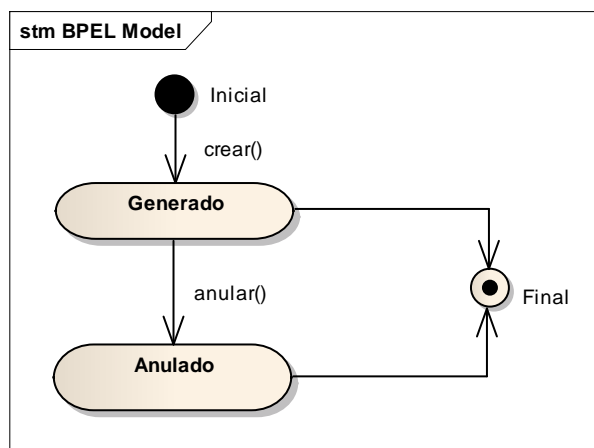 stm BPEL Model
Inicial
crear()
Generado
anular()
Final
Anulado